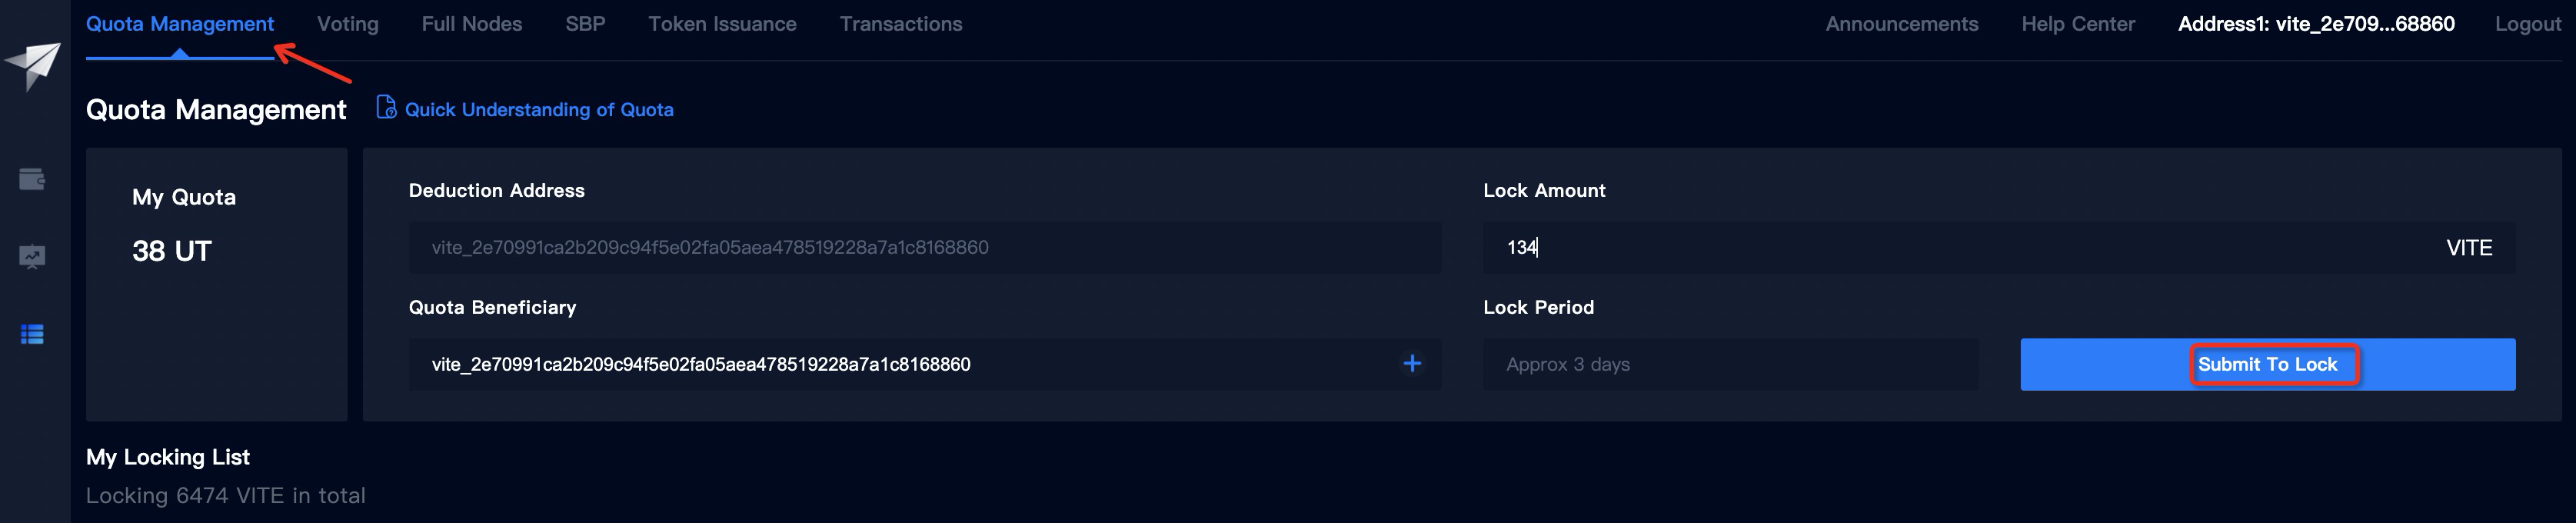 Quota Management Voting Full Nodes SBP Token Issuance Transactions Announcements Help Center Address1: vite_2e709...68860 Logout
Quota Management Quick Understanding of Quota
My Quota
38 UT
Deduction Address
vite_2e70991ca2b209c94f5e02fa05aea478519228a7a1c8168860
Quota Beneficiary
vite_2e70991ca2b209c94f5e02fa05aea478519228a7a1c8168860 +
Lock Amount
134 VITE
Lock Period
Approx 3 days
Submit To Lock
My Locking List
Locking 6474 VITE in total